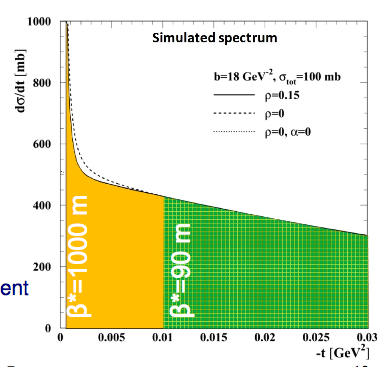 Simulated spectrum
b=18 GeV⁻², σtot=100 mb
ρ=0.15
ρ=0
ρ=0, α=0
dσ/dt [mb]
1000
800
600
400
200
0
β*=1000 m
β*=90 m
ent
0 0.005 0.01 0.015 0.02 0.025 0.03
-t [GeV²]